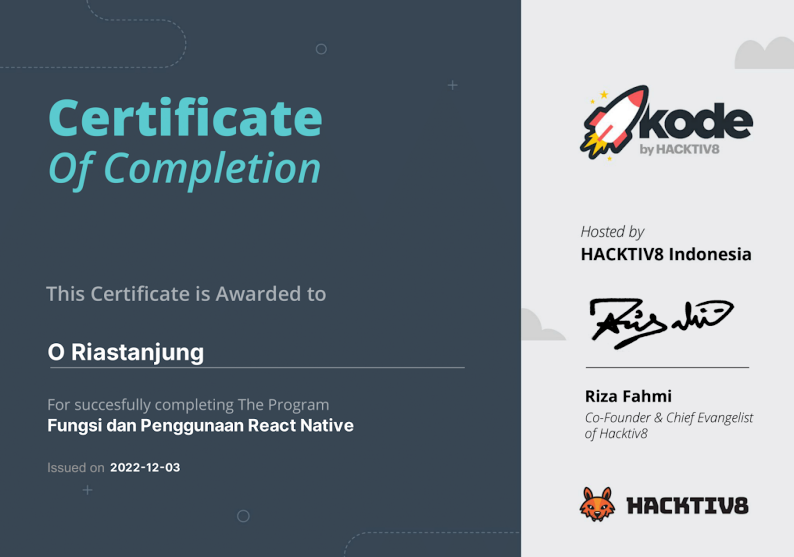 Certificate
Of Completion
This Certificate is Awarded to
O Riastanjung
For succesfully completing The Program
Fungsi dan Penggunaan React Native
Issued on 2022-12-03
kode
by HACKTIV8
Hosted by
HACKTIV8 Indonesia
Riza Fahmi
Co-Founder & Chief Evangelist
of Hacktiv8
HACKTIV8